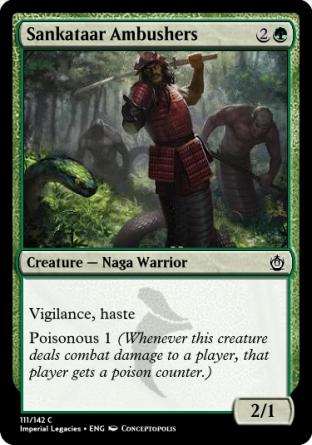 Sankataar Ambushers 2
Creature — Naga Warrior
Vigilance, haste
Poisonous 1 (Whenever this creature
deals combat damage to a player, that
player gets a poison counter.)
2/1
111/142 C
Imperial Legacies • ENG Conceptopolis